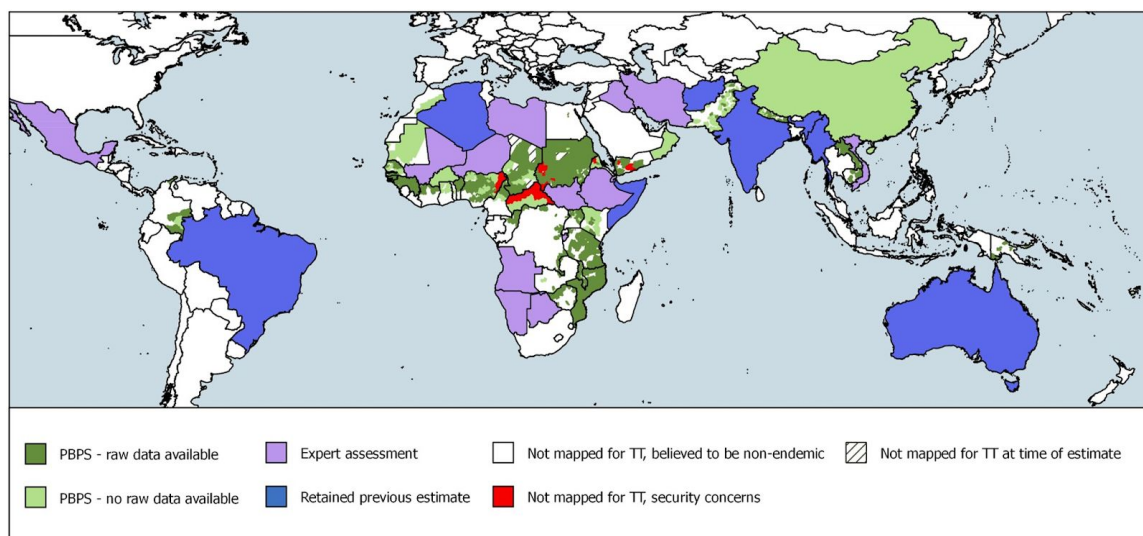 PBPS - raw data available
Expert assessment
Not mapped for TT, believed to be non-endemic
Not mapped for TT at time of estimate
PBPS - no raw data available
Retained previous estimate
Not mapped for TT, security concerns